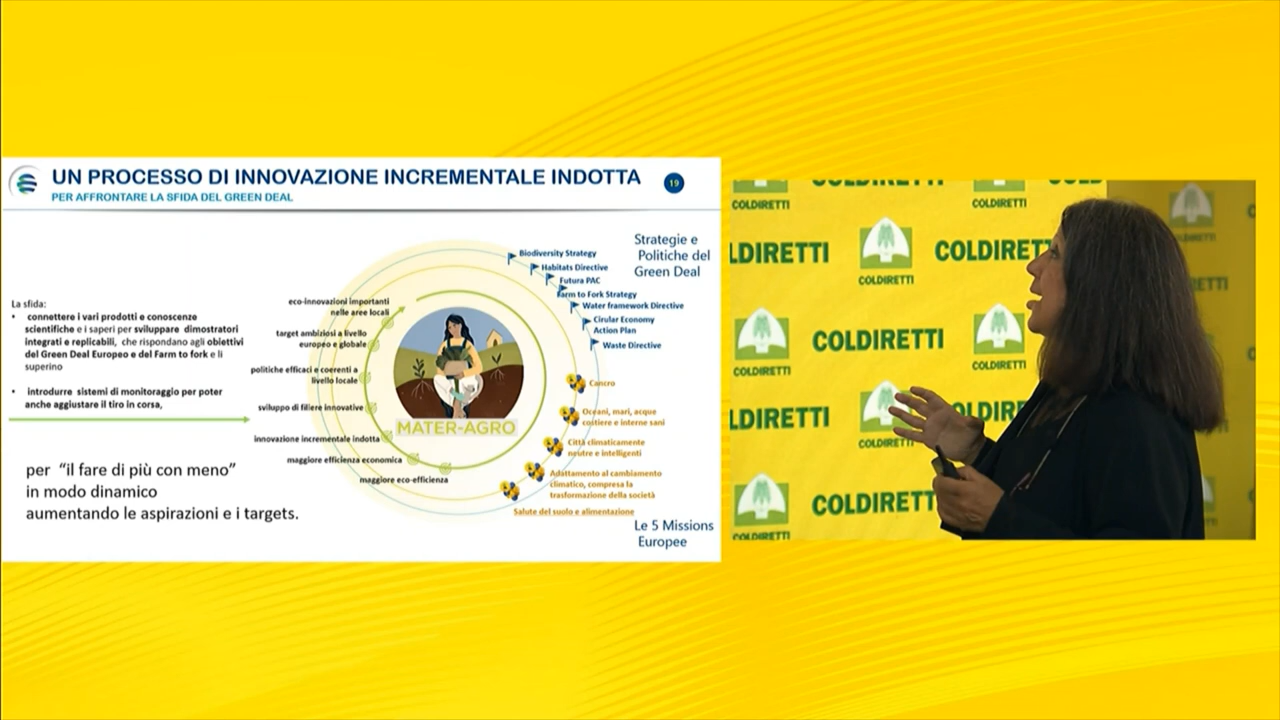 UN PROCESSO DI INNOVAZIONE INCREMENTALE INDOTTA
19
PER AFFRONTARE LA SFIDA DEL GREEN DEAL
La sfida:
• connettere i vari prodotti e conoscenze
scientifiche e i saperi per sviluppare dimostratori
integrati e replicabili, che rispondano agli obiettivi
del Green Deal Europeo e del Farm to fork e li
superino
• introdurre sistemi di monitoraggio per poter
anche aggiustare il tiro in corsa,
per "il fare di più con meno"
in modo dinamico
aumentando le aspirazioni e i targets.
eco-innovazioni importanti
nelle aree locali
target ambiziosi a livello
europeo e globale
politiche efficaci e coerenti a
livello locale
sviluppo di filiere innovative
innovazione incrementale indotta
maggiore efficienza economica
maggiore eco-efficienza
MATER-AGRO
Strategie e
Politiche del
Green Deal
Biodiversity Strategy
Habitats Directive
Futura PAC
Farm to Fork Strategy
Water framework Directive
Cirular Economy
Action Plan
Waste Directive
Cancro
Oceani, mari, acque
costiere e interne sani
Città climaticamente
neutre e intelligenti
Adattamento al cambiamento
climatico, compresa la
trasformazione della società
Salute del suolo e alimentazione
Le 5 Missions
Europee
COLDIRETTI
COLDIRETTI
COLDIRETTI
COLDIRETTI
COLDIRETTI
COLDIRETTI
COLDIRETTI
COLDIRETTI
COLDIRETTI
COLDIRETTI
COLDIRETTI